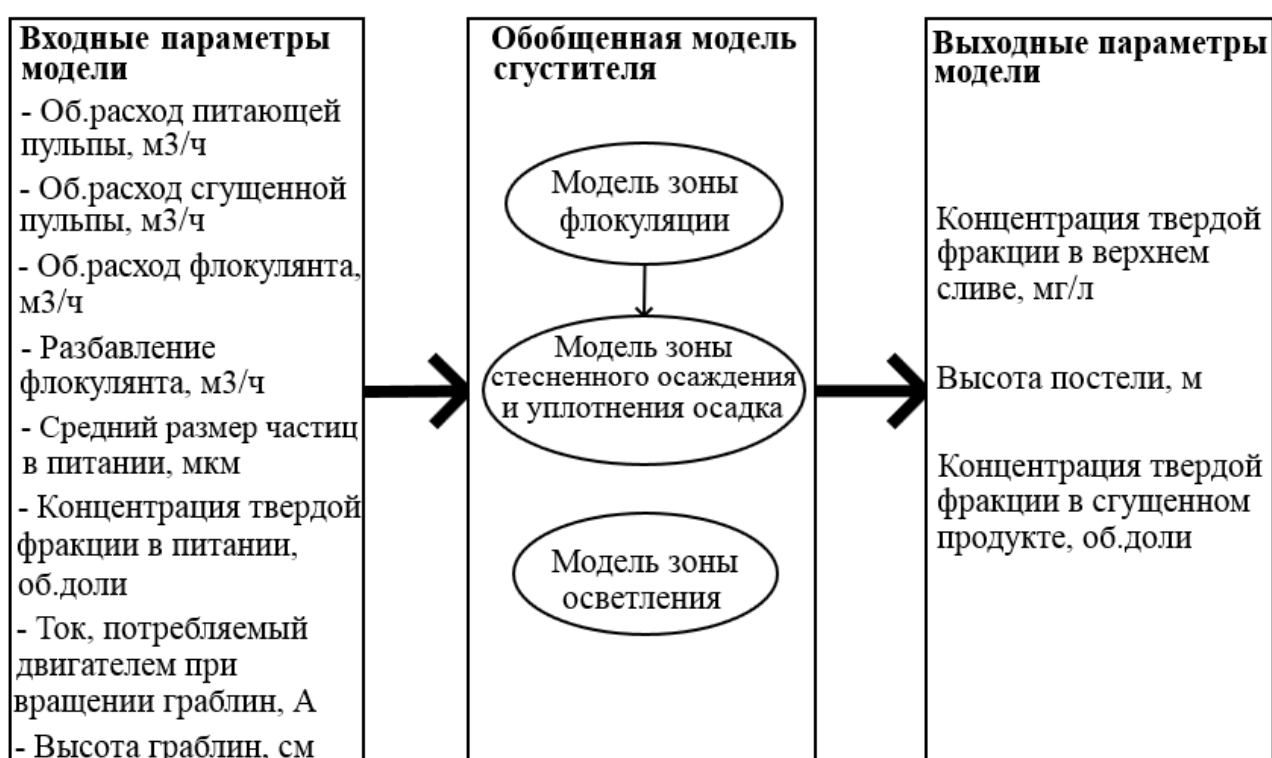 Входные параметры
модели
- Об.расход питающей
пульпы, м3/ч
- Об.расход сгущенной
пульпы, м3/ч
- Об.расход флокулянта,
м3/ч
- Разбавление
флокулянта, м3/ч
- Средний размер частиц
в питании, мкм
- Концентрация твердой
фракции в питании,
об.доли
- Ток, потребляемый
двигателем при
вращении граблин, А
- Высота граблин, см
Обобщенная модель
сгустителя
Модель зоны
флокуляции
Модель зоны
стесненного осаждения
и уплотнения осадка
Модель зоны
осветления
Выходные параметры
модели
Концентрация твердой
фракции в верхнем
сливе, мг/л
Высота постели, м
Концентрация твердой
фракции в сгущенном
продукте, об.доли